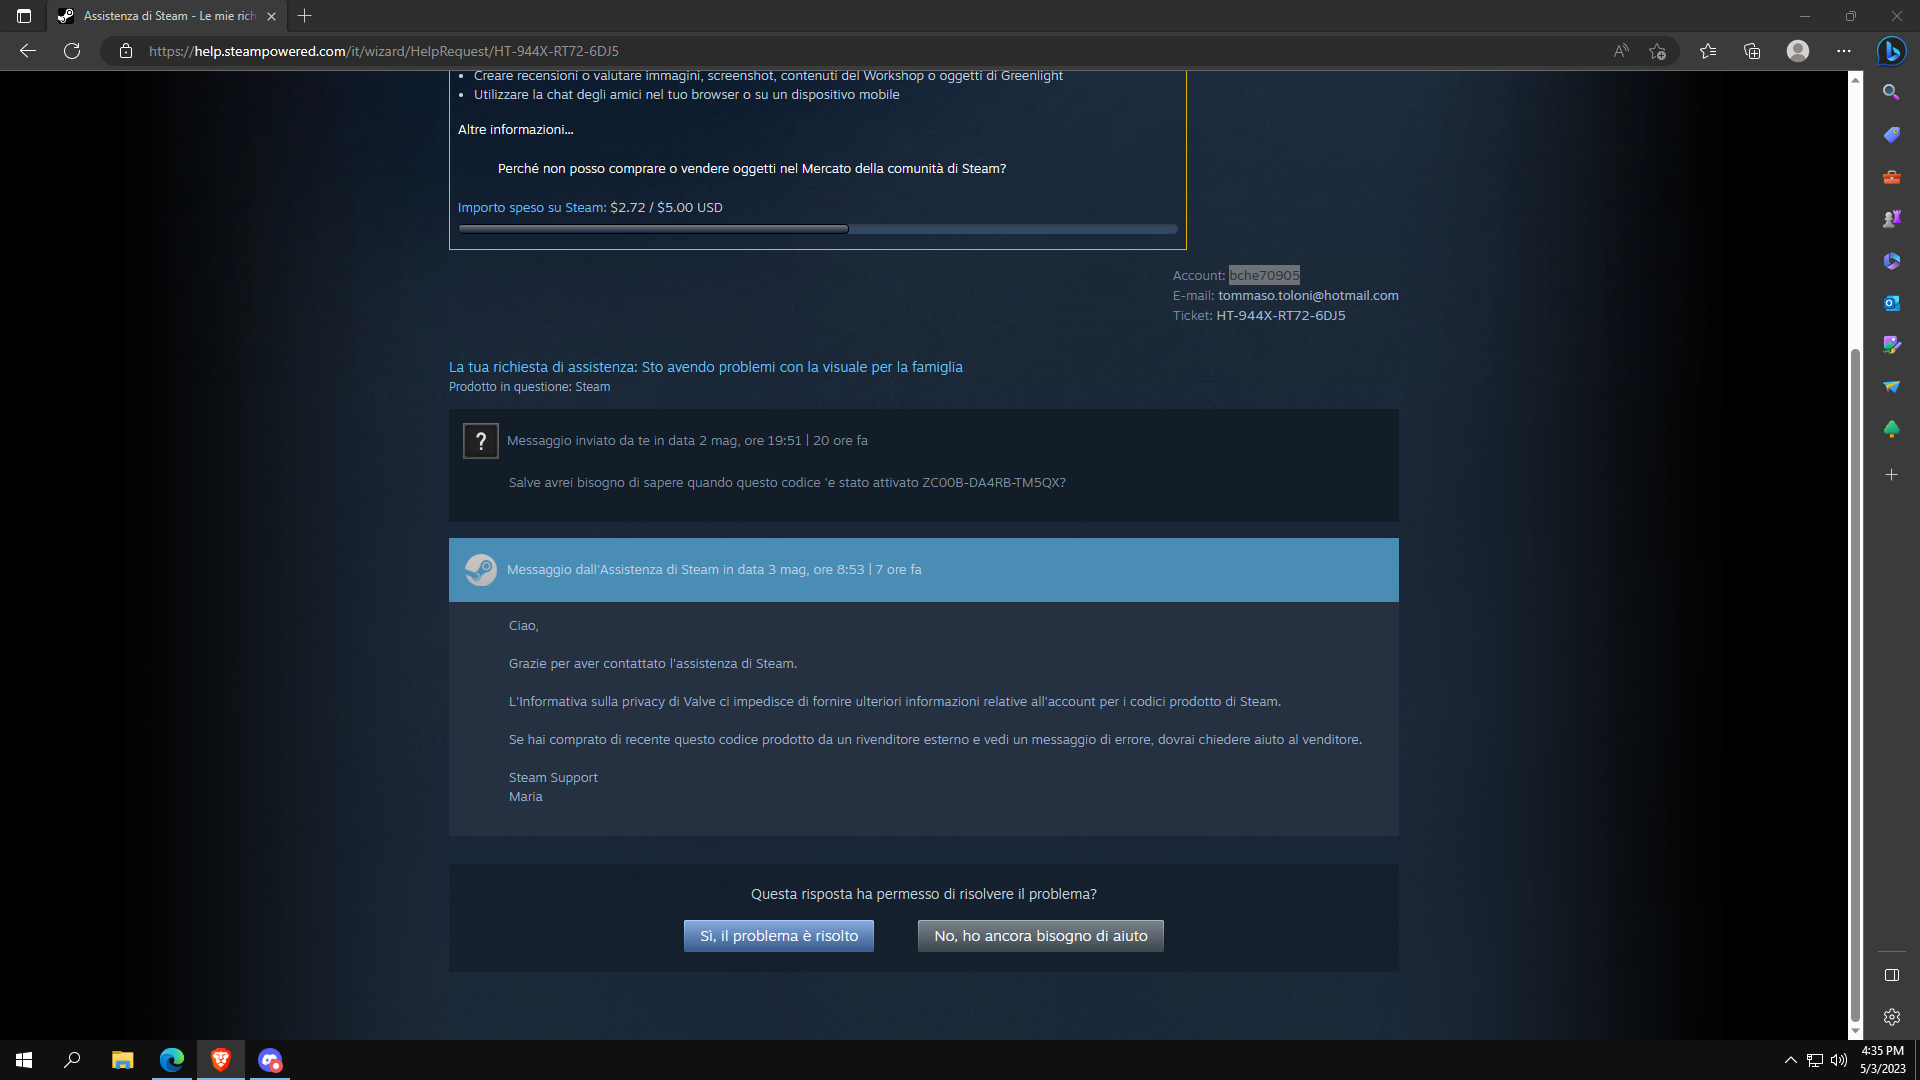 Assistenza di Steam - Le mie rich
https://help.steampowered.com/it/wizard/HelpRequest/HT-944X-RT72-6DJ5
• Creare recensioni o valutare immagini, screenshot, contenuti del Workshop o oggetti di Greenlight
• Utilizzare la chat degli amici nel tuo browser o su un dispositivo mobile
Altre informazioni...
Perché non posso comprare o vendere oggetti nel Mercato della comunità di Steam?
Importo speso su Steam: $2.72 / $5.00 USD
Account: bche70905
E-mail: tommaso.toloni@hotmail.com
Ticket: HT-944X-RT72-6DJ5
La tua richiesta di assistenza: Sto avendo problemi con la visuale per la famiglia
Prodotto in questione: Steam
?
Messaggio inviato da te in data 2 mag, ore 19:51 | 20 ore fa
Salve avrei bisogno di sapere quando questo codice 'e stato attivato ZC00B-DA4RB-TM5QX?
Messaggio dall'Assistenza di Steam in data 3 mag, ore 8:53 | 7 ore fa
Ciao,
Grazie per aver contattato l'assistenza di Steam.
L'Informativa sulla privacy di Valve ci impedisce di fornire ulteriori informazioni relative all'account per i codici prodotto di Steam.
Se hai comprato di recente questo codice prodotto da un rivenditore esterno e vedi un messaggio di errore, dovrai chiedere aiuto al venditore.
Steam Support
Maria
Questa risposta ha permesso di risolvere il problema?
Sì, il problema è risolto
No, ho ancora bisogno di aiuto
4:35 PM
5/3/2023